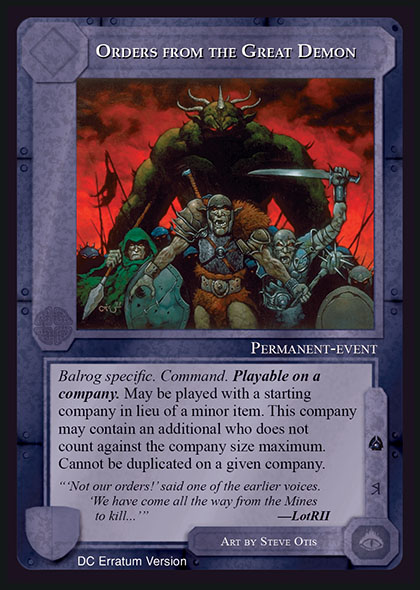 Orders from the Great Demon
Permanent-event
Balrog specific. Command. Playable on a
company. May be played with a starting
company in lieu of a minor item. This company
may contain an additional who does not
count against the company size maximum.
Cannot be duplicated on a given company.
“‘Not our orders!’ said one of the earlier voices.
‘We have come all the way from the Mines
to kill...’”
—LotRII
R
Art by Steve Otis
DC Erratum Version